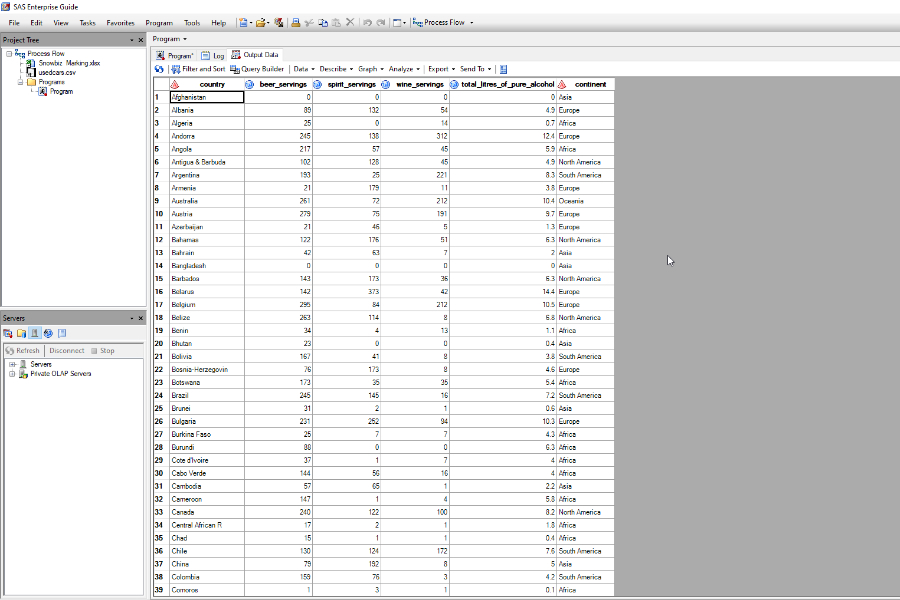 SAS Enterprise Guide
File Edit View Tasks Favorites Program Tools Help Process Flow
Project Tree
Process Flow
Snowbiz Marking.xlsx
usedcars.csv
Programs
Program
Servers
Refresh Disconnect Stop
Servers
Private OLAP Servers
Program
Program* Log Output Data
Filter and Sort Query Builder Data Describe Graph Analyze Export Send To
country beer_servings spirit_servings wine_servings total_litres_of_pure_alcohol continent
1 Afghanistan 0 0 0 0 Asia
2 Albania 89 132 54 4.9 Europe
3 Algeria 25 0 14 0.7 Africa
4 Andorra 245 138 312 12.4 Europe
5 Angola 217 57 45 5.9 Africa
6 Antigua & Barbuda 102 128 45 4.9 North America
7 Argentina 193 25 221 8.3 South America
8 Armenia 21 179 11 3.8 Europe
9 Australia 261 72 212 10.4 Oceania
10 Austria 279 75 191 9.7 Europe
11 Azerbaijan 21 46 5 1.3 Europe
12 Bahamas 122 176 51 6.3 North America
13 Bahrain 42 63 7 2 Asia
14 Bangladesh 0 0 0 0 Asia
15 Barbados 143 173 36 6.3 North America
16 Belarus 142 373 42 14.4 Europe
17 Belgium 295 84 212 10.5 Europe
18 Belize 263 114 8 6.8 North America
19 Benin 34 4 13 1.1 Africa
20 Bhutan 23 0 0 0.4 Asia
21 Bolivia 167 41 8 3.8 South America
22 Bosnia-Herzegovin 76 173 8 4.6 Europe
23 Botswana 173 35 35 5.4 Africa
24 Brazil 245 145 16 7.2 South America
25 Brunei 31 2 1 0.6 Asia
26 Bulgaria 231 252 94 10.3 Europe
27 Burkina Faso 25 7 7 4.3 Africa
28 Burundi 88 0 0 6.3 Africa
29 Cote d'Ivoire 37 1 7 4 Africa
30 Cabo Verde 144 56 16 4 Africa
31 Cambodia 57 65 1 2.2 Asia
32 Cameroon 147 1 4 5.8 Africa
33 Canada 240 122 100 8.2 North America
34 Central African R 17 2 1 1.8 Africa
35 Chad 15 1 1 0.4 Africa
36 Chile 130 124 172 7.6 South America
37 China 79 192 8 5 Asia
38 Colombia 159 76 3 4.2 South America
39 Comoros 1 3 1 0.1 Africa